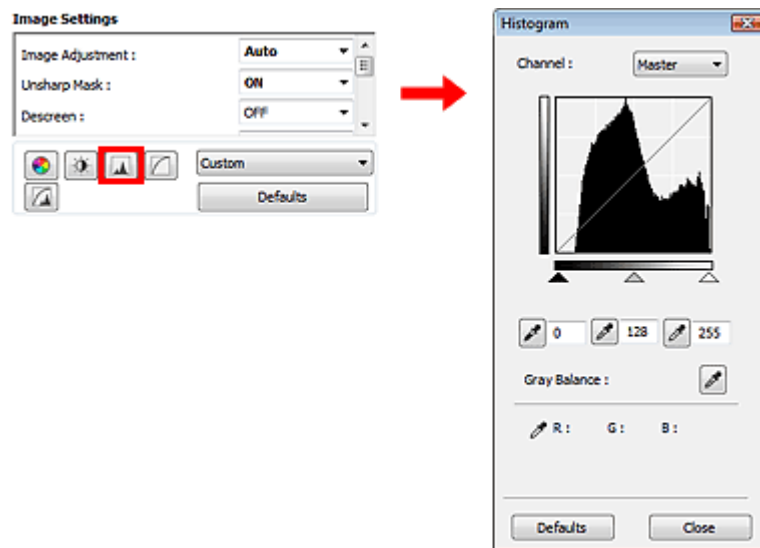 Image Settings
Image Adjustment : Auto
Unsharp Mask : ON
Descreen : OFF
Custom
Defaults
Histogram
Channel : Master
0 128 255
Gray Balance :
R : G : B :
Defaults Close